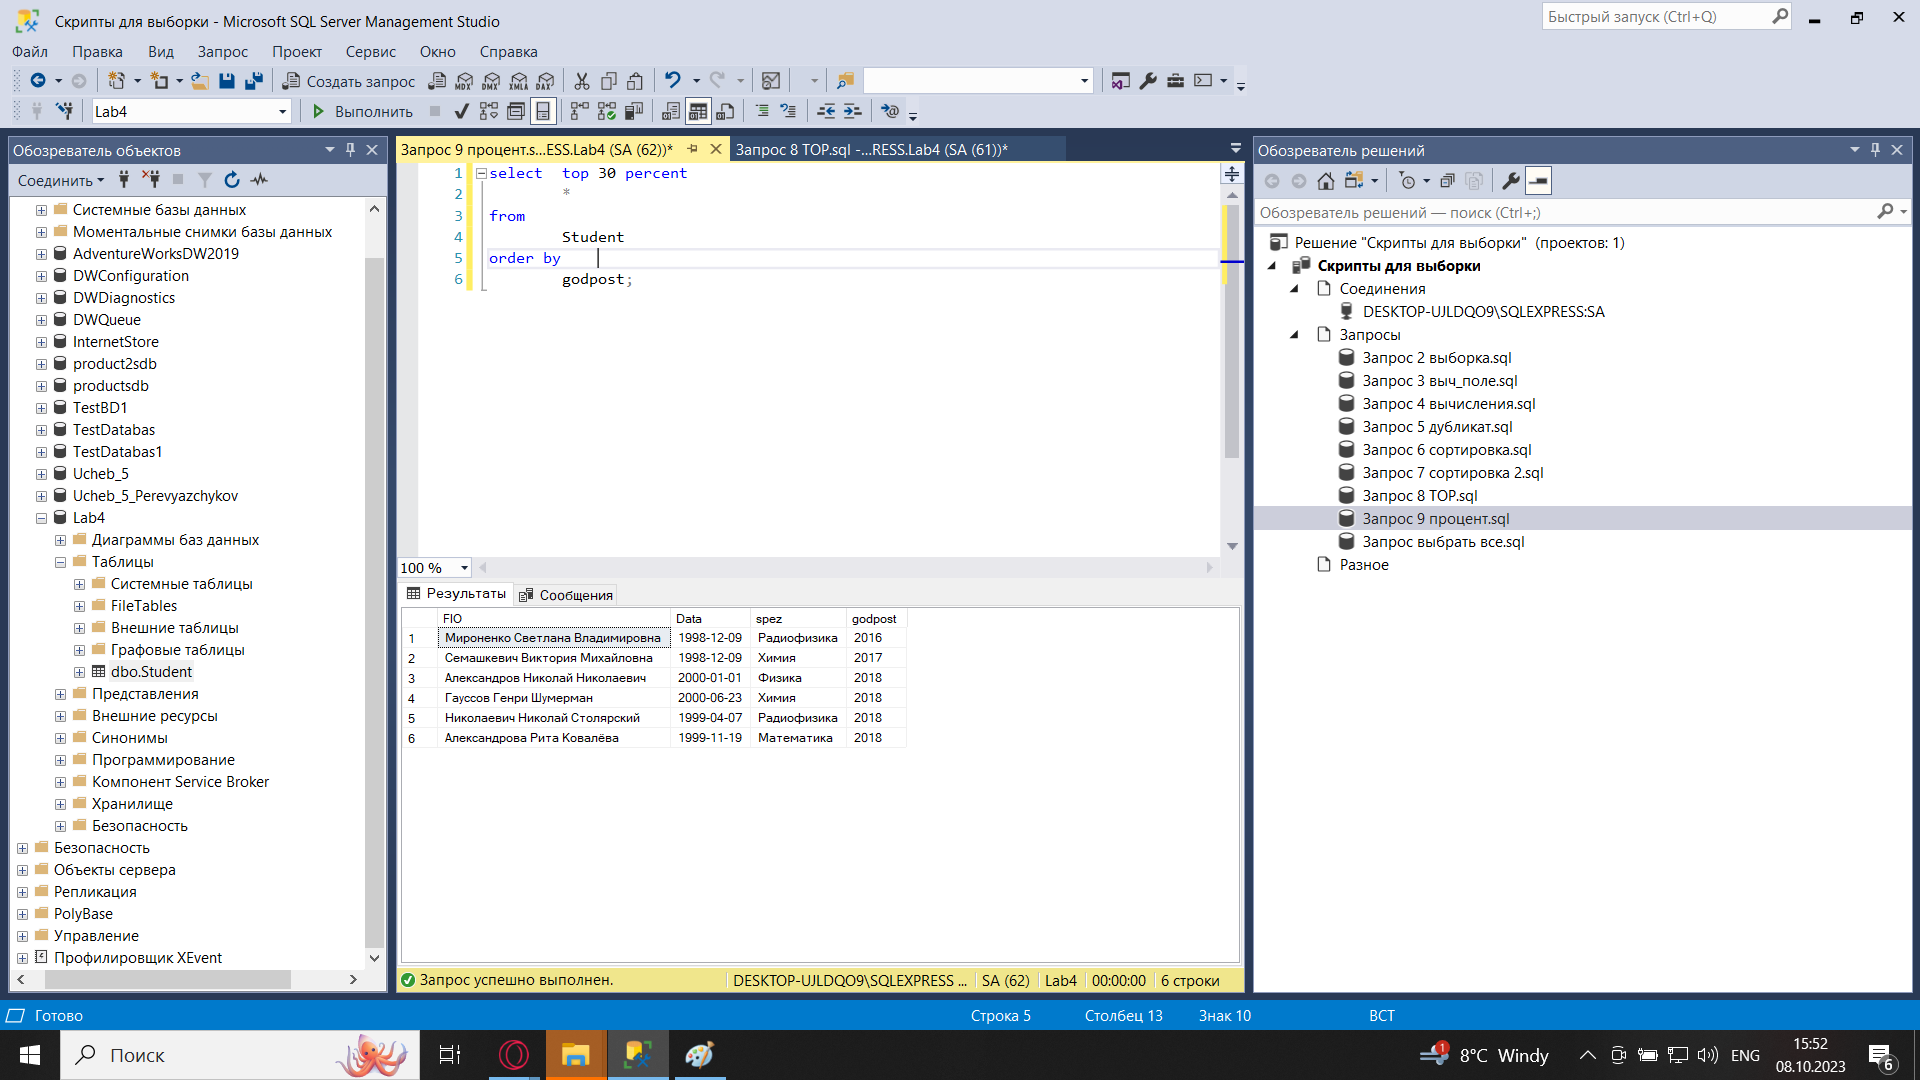 Скрипты для выборки - Microsoft SQL Server Management Studio
Быстрый запуск (Ctrl+Q)
Файл Правка Вид Запрос Проект Сервис Окно Справка
Создать запрос MDX DMX XMLA DAX
Lab4 Выполнить
Обозреватель объектов
Соединить
Системные базы данных
Моментальные снимки базы данных
AdventureWorksDW2019
DWConfiguration
DWDiagnostics
DWQueue
InternetStore
product2sdb
productsdb
TestBD1
TestDatabas
TestDatabas1
Ucheb_5
Ucheb_5_Perevyazchykov
Lab4
Диаграммы баз данных
Таблицы
Системные таблицы
FileTables
Внешние таблицы
Графовые таблицы
dbo.Student
Представления
Внешние ресурсы
Синонимы
Программирование
Компонент Service Broker
Хранилище
Безопасность
Безопасность
Объекты сервера
Репликация
PolyBase
Управление
Профилировщик XEvent
Запрос 9 процент.s...ESS.Lab4 (SA (62))* Запрос 8 TOP.sql -...RESS.Lab4 (SA (61))*
1 select top 30 percent
2 *
3 from
4 Student
5 order by
6 godpost;
100 %
Результаты Сообщения
FIO Data spez godpost
1 Мироненко Светлана Владимировна 1998-12-09 Радиофизика 2016
2 Семашкевич Виктория Михайловна 1998-12-09 Химия 2017
3 Александров Николай Николаевич 2000-01-01 Физика 2018
4 Гауссов Генри Шумерман 2000-06-23 Химия 2018
5 Николаевич Николай Столярский 1999-04-07 Радиофизика 2018
6 Александрова Рита Ковалёва 1999-11-19 Математика 2018
Запрос успешно выполнен. DESKTOP-UJLDQO9\SQLEXPRESS ... SA (62) Lab4 00:00:00 6 строки
Обозреватель решений
Обозреватель решений — поиск (Ctrl+;)
Решение "Скрипты для выборки" (проектов: 1)
Скрипты для выборки
Соединения
DESKTOP-UJLDQO9\SQLEXPRESS:SA
Запросы
Запрос 2 выборка.sql
Запрос 3 выч_поле.sql
Запрос 4 вычисления.sql
Запрос 5 дубликат.sql
Запрос 6 сортировка.sql
Запрос 7 сортировка 2.sql
Запрос 8 TOP.sql
Запрос 9 процент.sql
Запрос выбрать все.sql
Разное
Готово Строка 5 Столбец 13 Знак 10 ВСТ
Поиск
1 8°C Windy ENG 15:52
08.10.2023 6